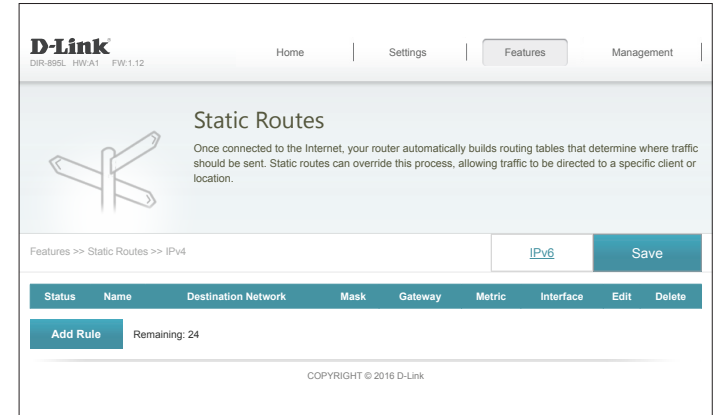 D-Link®
DIR-895L HW:A1 FW:1.12
Home
Settings
Features
Management
Static Routes
Once connected to the Internet, your router automatically builds routing tables that determine where traffic
should be sent. Static routes can override this process, allowing traffic to be directed to a specific client or
location.
Features >> Static Routes >> IPv4
IPv6
Save
Status Name Destination Network Mask Gateway Metric Interface Edit Delete
Add Rule Remaining: 24
COPYRIGHT © 2016 D-Link